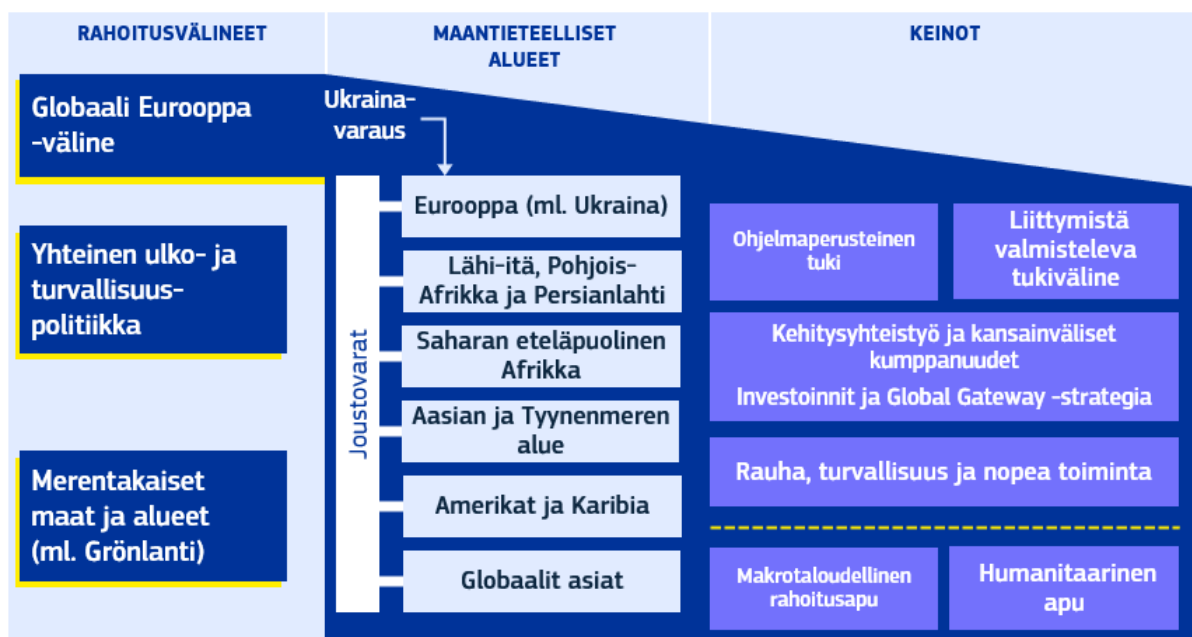 RAHOITUSVÄLINEET
MAANTIETEELLISET
ALUEET
KEINOT
Globaali Eurooppa
-väline
Yhteinen ulko- ja
turvallisuus-
politiikka
Merentakaiset
maat ja alueet
(ml. Grönlanti)
Ukraina-
varaus
Joustovarat
Eurooppa (ml. Ukraina)
Lähi-itä, Pohjois-
Afrikka ja Persianlahti
Saharan eteläpuolinen
Afrikka
Aasian ja Tyynenmeren
alue
Amerikat ja Karibia
Globaalit asiat
Ohjelmaperusteinen
tuki
Liittymistä
valmisteleva
tukiväline
Kehitysyhteistyö ja kansainväliset
kumppanuudet
Investoinnit ja Global Gateway -strategia
Rauha, turvallisuus ja nopea toiminta
Makrotaloudellinen
rahoitusapu
Humanitaarinen
apu